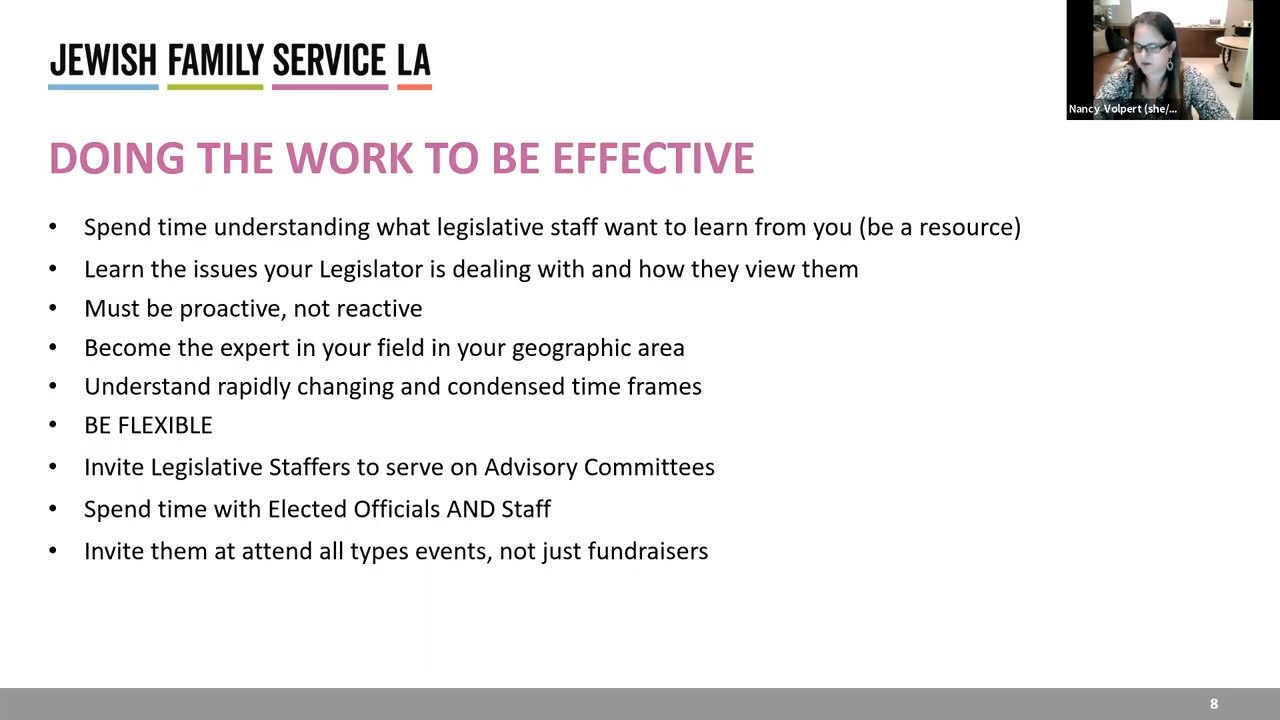 JEWISH FAMILY SERVICE LA
Nancy Volpert (she/...
DOING THE WORK TO BE EFFECTIVE
• Spend time understanding what legislative staff want to learn from you (be a resource)
• Learn the issues your Legislator is dealing with and how they view them
• Must be proactive, not reactive
• Become the expert in your field in your geographic area
• Understand rapidly changing and condensed time frames
• BE FLEXIBLE
• Invite Legislative Staffers to serve on Advisory Committees
• Spend time with Elected Officials AND Staff
• Invite them at attend all types events, not just fundraisers
8